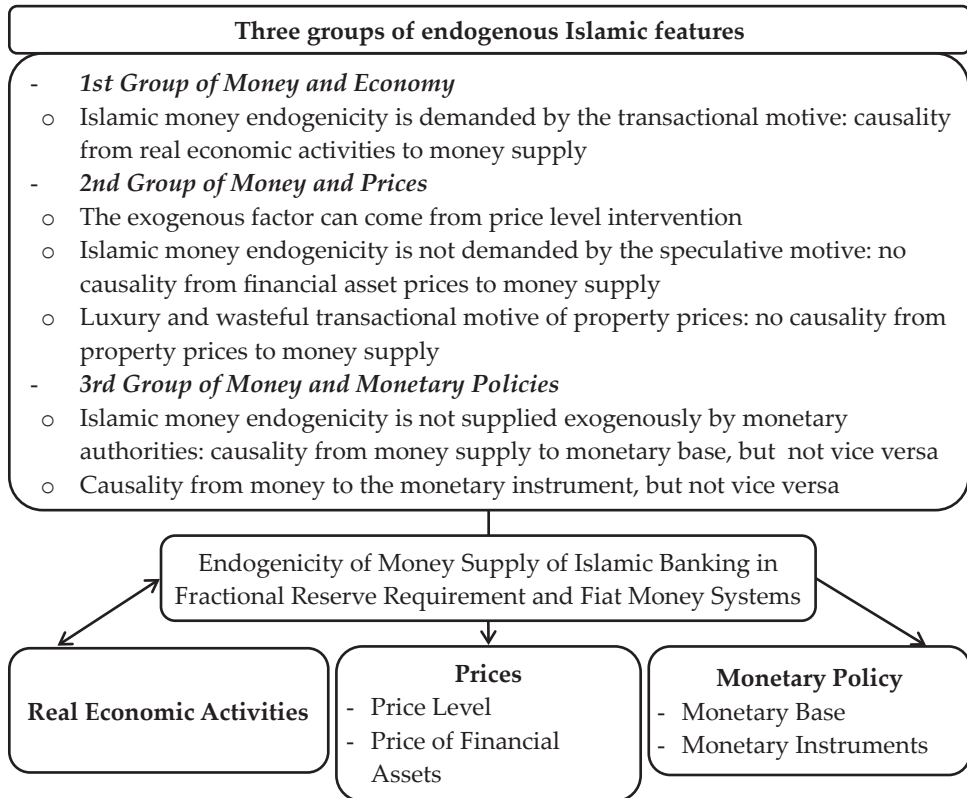 Three groups of endogenous Islamic features
- 1st Group of Money and Economy
o Islamic money endogenicity is demanded by the transactional motive: causality
from real economic activities to money supply
- 2nd Group of Money and Prices
o The exogenous factor can come from price level intervention
o Islamic money endogenicity is not demanded by the speculative motive: no
causality from financial asset prices to money supply
o Luxury and wasteful transactional motive of property prices: no causality from
property prices to money supply
- 3rd Group of Money and Monetary Policies
o Islamic money endogenicity is not supplied exogenously by monetary
authorities: causality from money supply to monetary base, but not vice versa
o Causality from money to the monetary instrument, but not vice versa
Endogenicity of Money Supply of Islamic Banking in
Fractional Reserve Requirement and Fiat Money Systems
Real Economic Activities
Prices
- Price Level
- Price of Financial
Assets
Monetary Policy
- Monetary Base
- Monetary Instruments